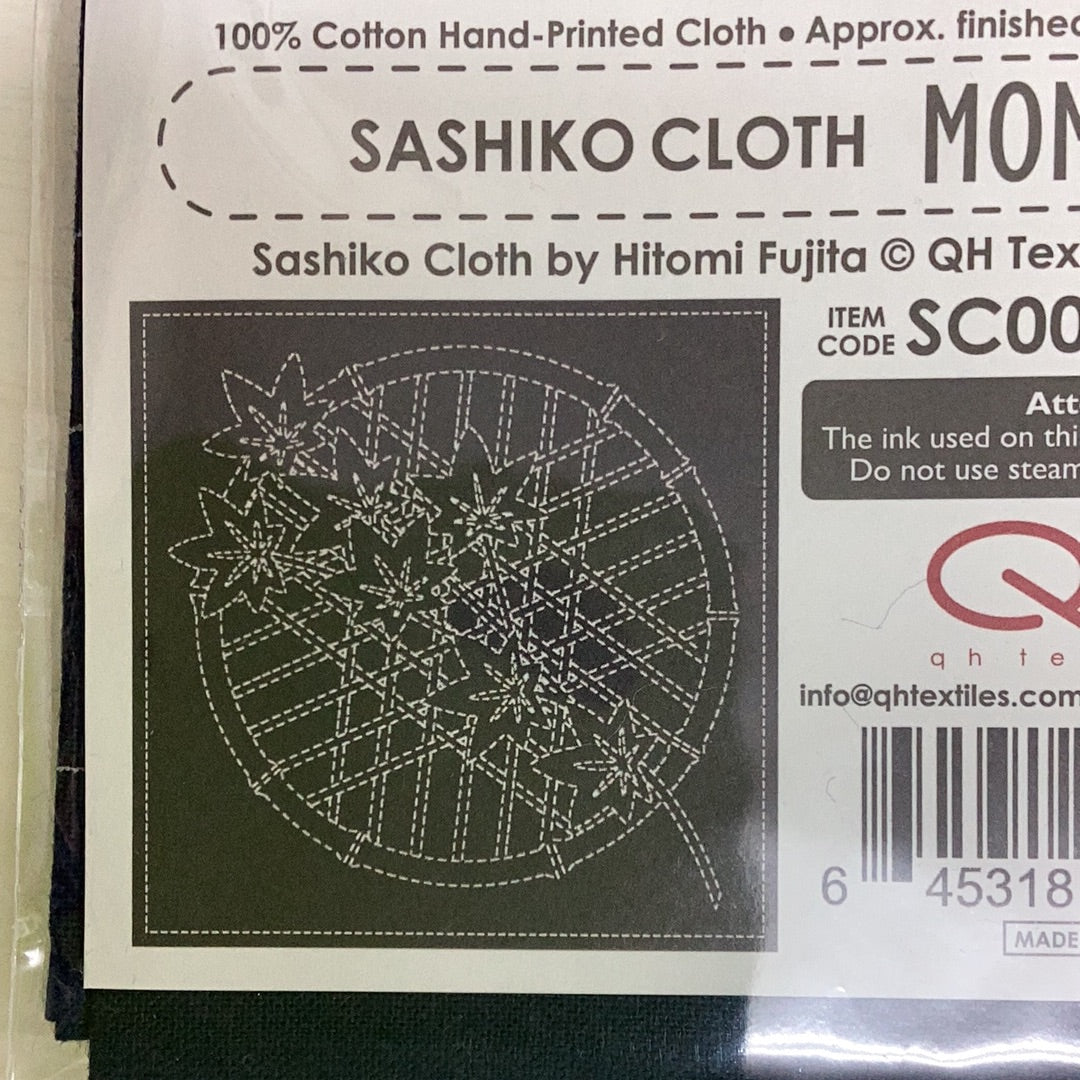 100% Cotton Hand-Printed Cloth • Approx. finished
SASHIKO CLOTH MON
Sashiko Cloth by Hitomi Fujita © QH Tex
ITEM CODE SC00
Att
The ink used on thi
Do not use steam
q h t e
info@qhtextiles.com
6 45318
MADE